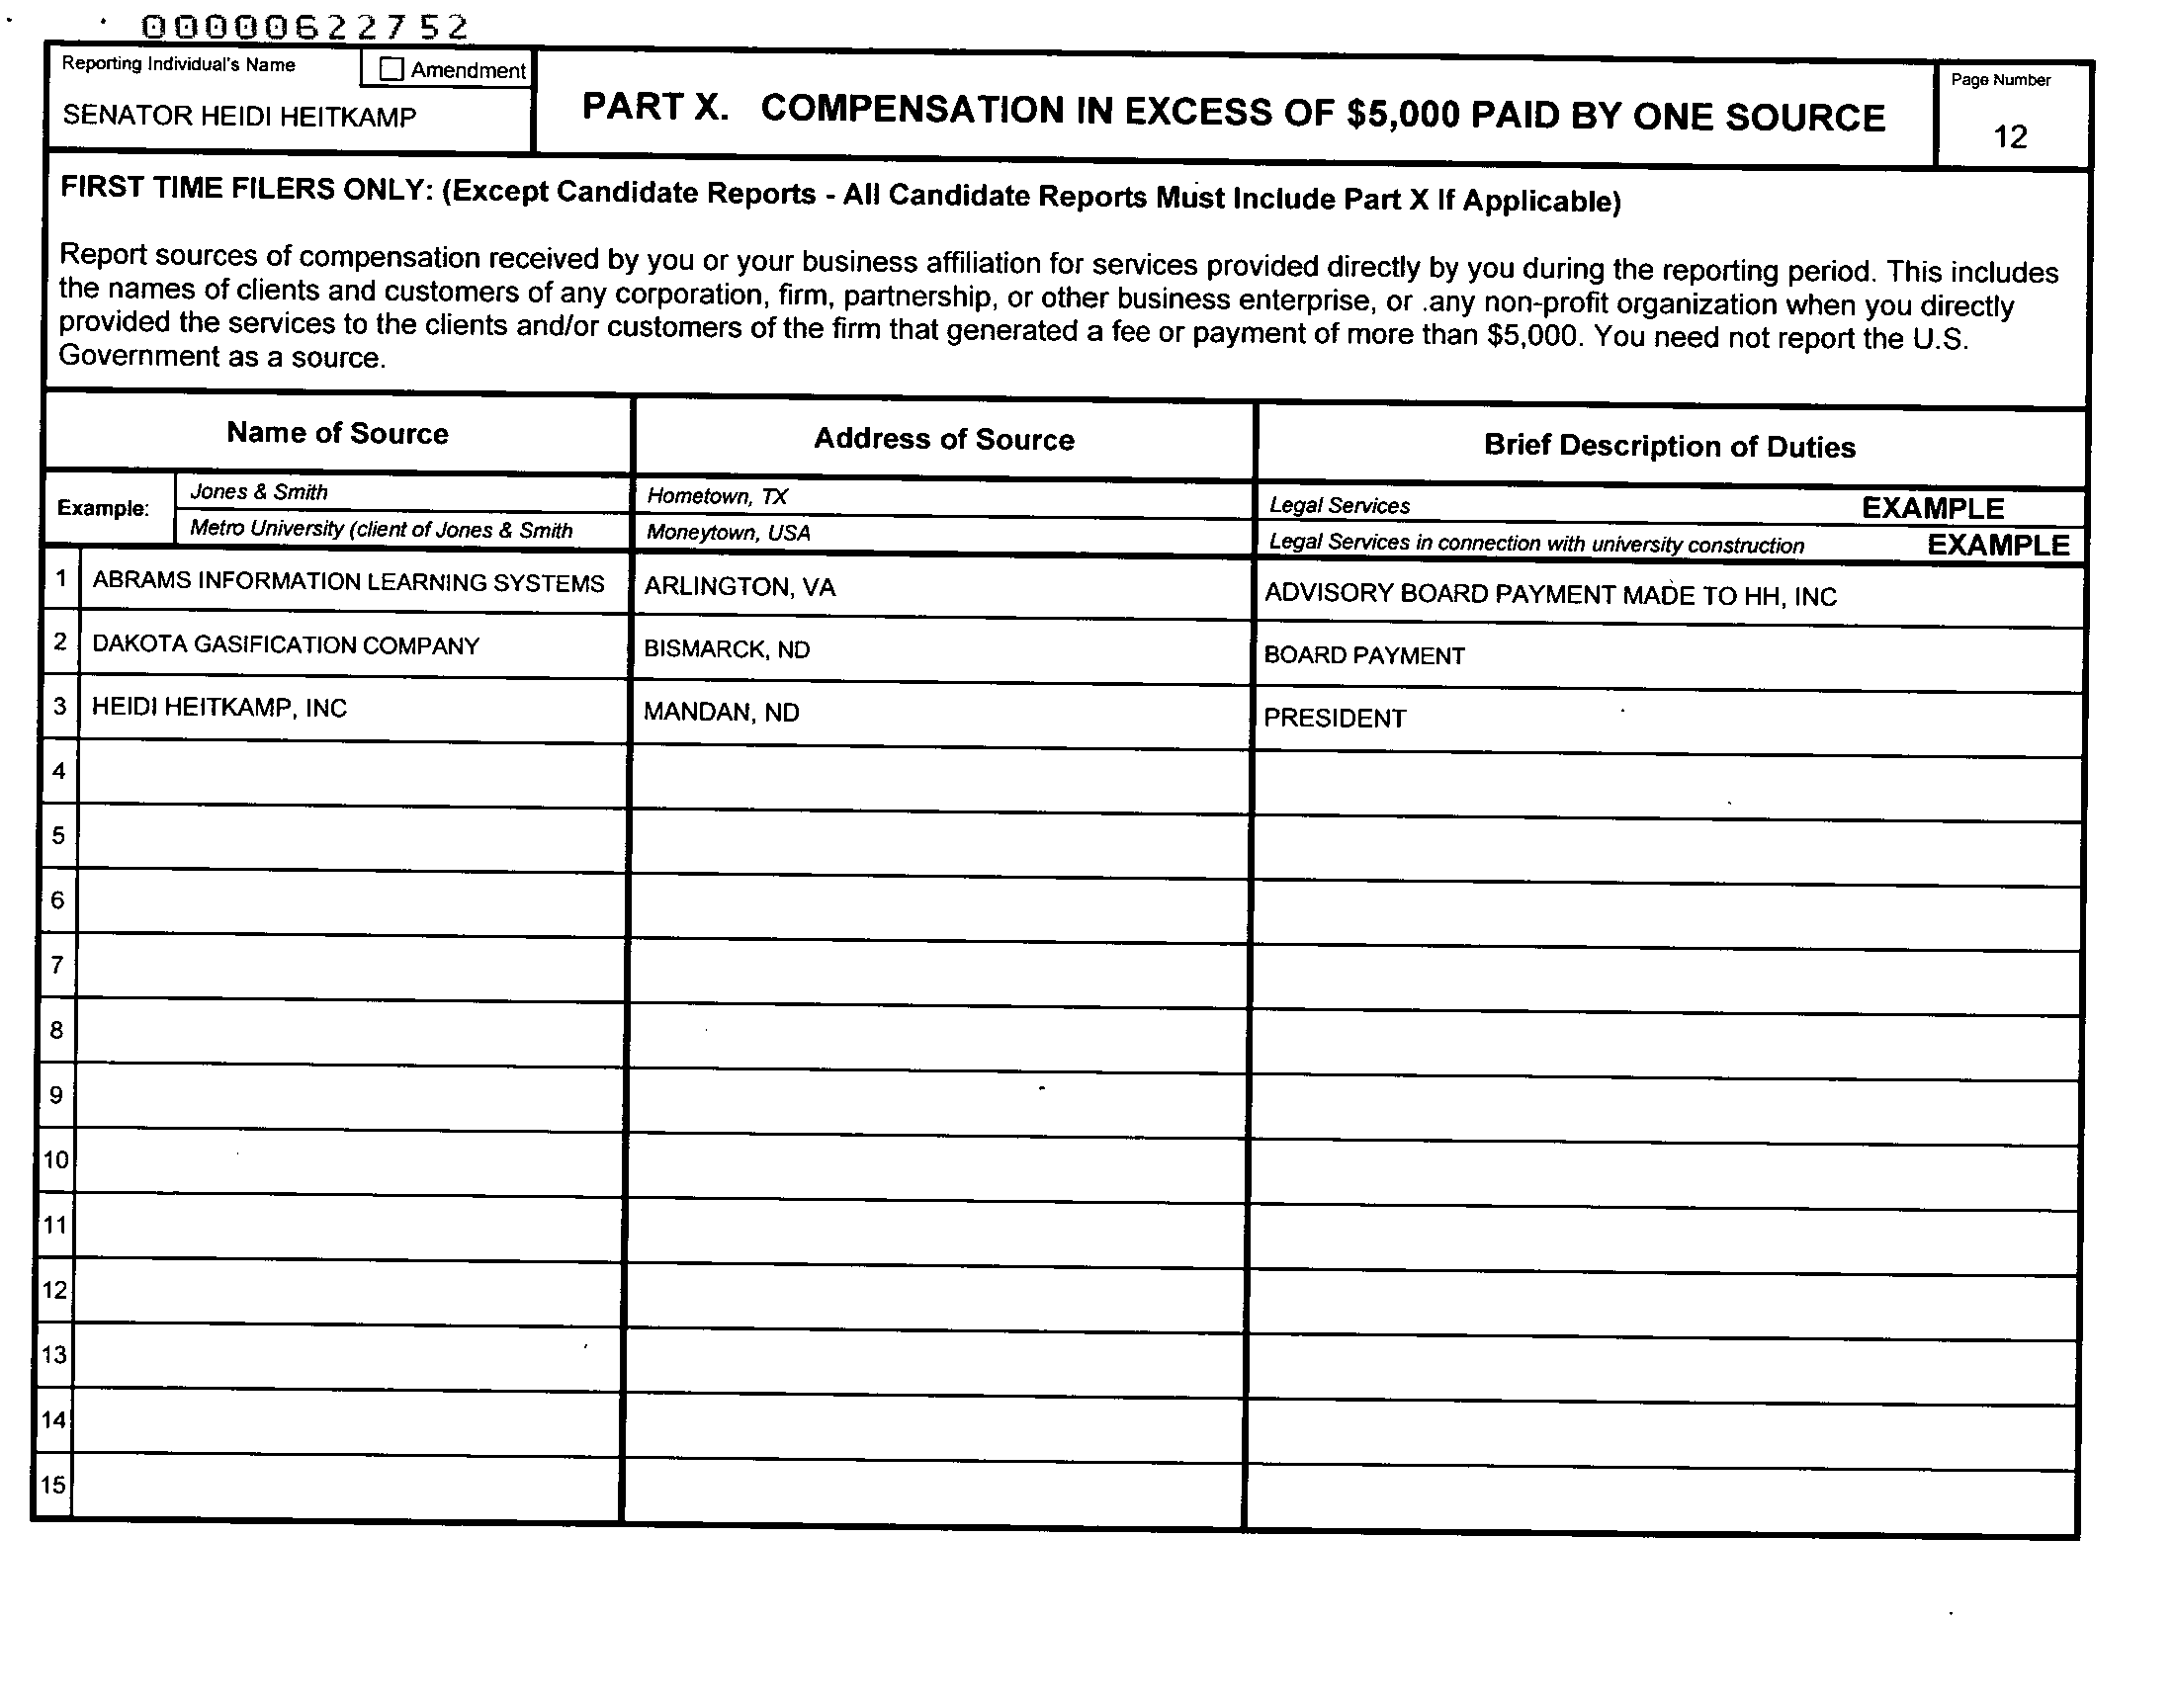 00000622752
Reporting Individual's Name
Amendment
SENATOR HEIDI HEITKAMP
PART X. COMPENSATION IN EXCESS OF $5,000 PAID BY ONE SOURCE
Page Number
12
FIRST TIME FILERS ONLY: (Except Candidate Reports - All Candidate Reports Must Include Part X If Applicable)
Report sources of compensation received by you or your business affiliation for services provided directly by you during the reporting period. This includes
the names of clients and customers of any corporation, firm, partnership, or other business enterprise, or .any non-profit organization when you directly
provided the services to the clients and/or customers of the firm that generated a fee or payment of more than $5,000. You need not report the U.S.
Government as a source.
Name of Source Address of Source Brief Description of Duties
Example:
Jones & Smith Hometown, TX Legal Services EXAMPLE
Metro University (client of Jones & Smith Moneytown, USA Legal Services in connection with university construction EXAMPLE
1 ABRAMS INFORMATION LEARNING SYSTEMS ARLINGTON, VA ADVISORY BOARD PAYMENT MADE TO HH, INC
2 DAKOTA GASIFICATION COMPANY BISMARCK, ND BOARD PAYMENT
3 HEIDI HEITKAMP, INC MANDAN, ND PRESIDENT
4
5
6
7
8
9
10
11
12
13
14
15